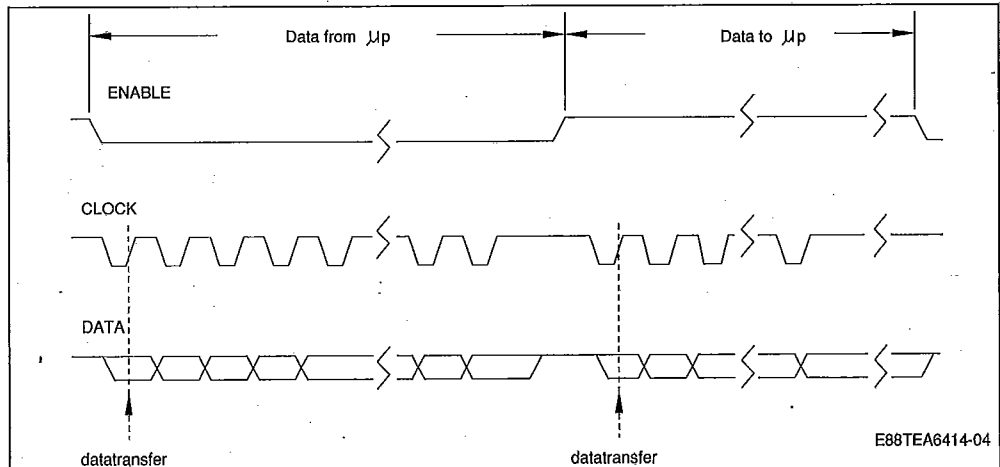 Data from μp
Data to μp
ENABLE
CLOCK
DATA
E88TEA6414-04
datatransfer
datatransfer